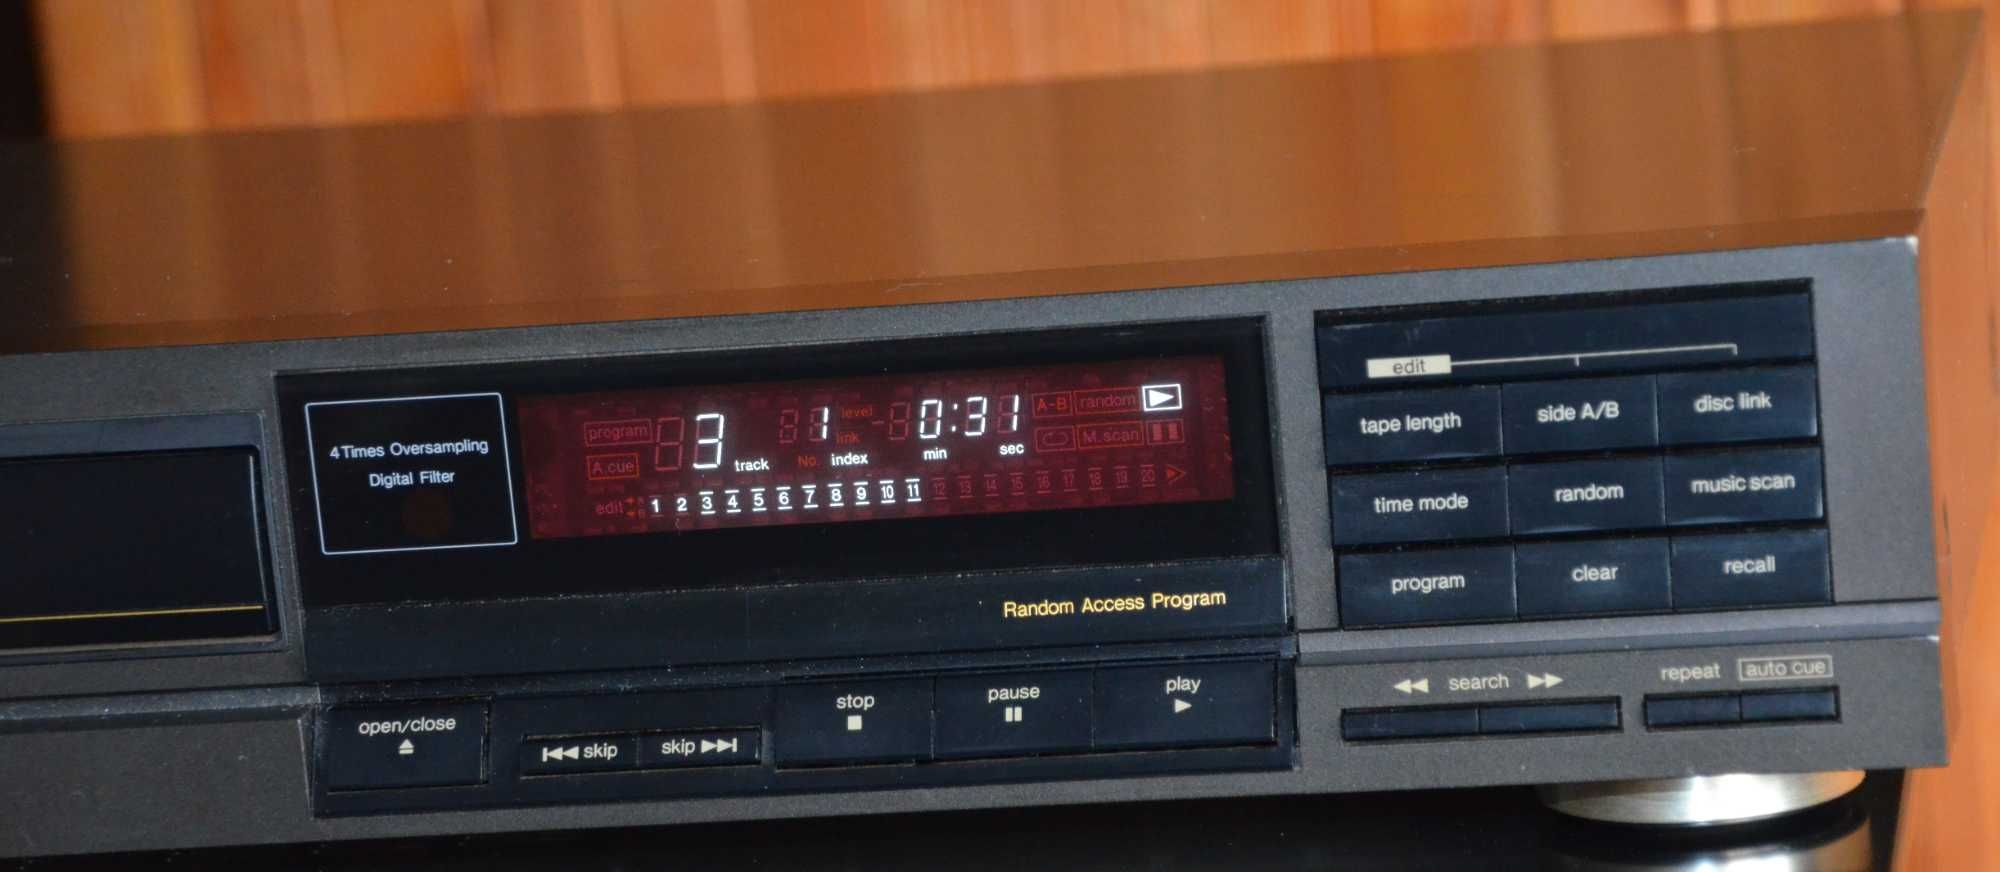 4 Times Oversampling
Digital Filter
program
A.cue
3 track
1
level
link
No. index
0:31
min sec
A-B random
M.scan
edit A B 1 2 3 4 5 6 7 8 9 10 11 12 13 14 15 16 17 18 19 20
Random Access Program
open/close
skip skip
stop
pause
play
edit
tape length side A/B disc link
time mode random music scan
program clear recall
search
repeat auto cue